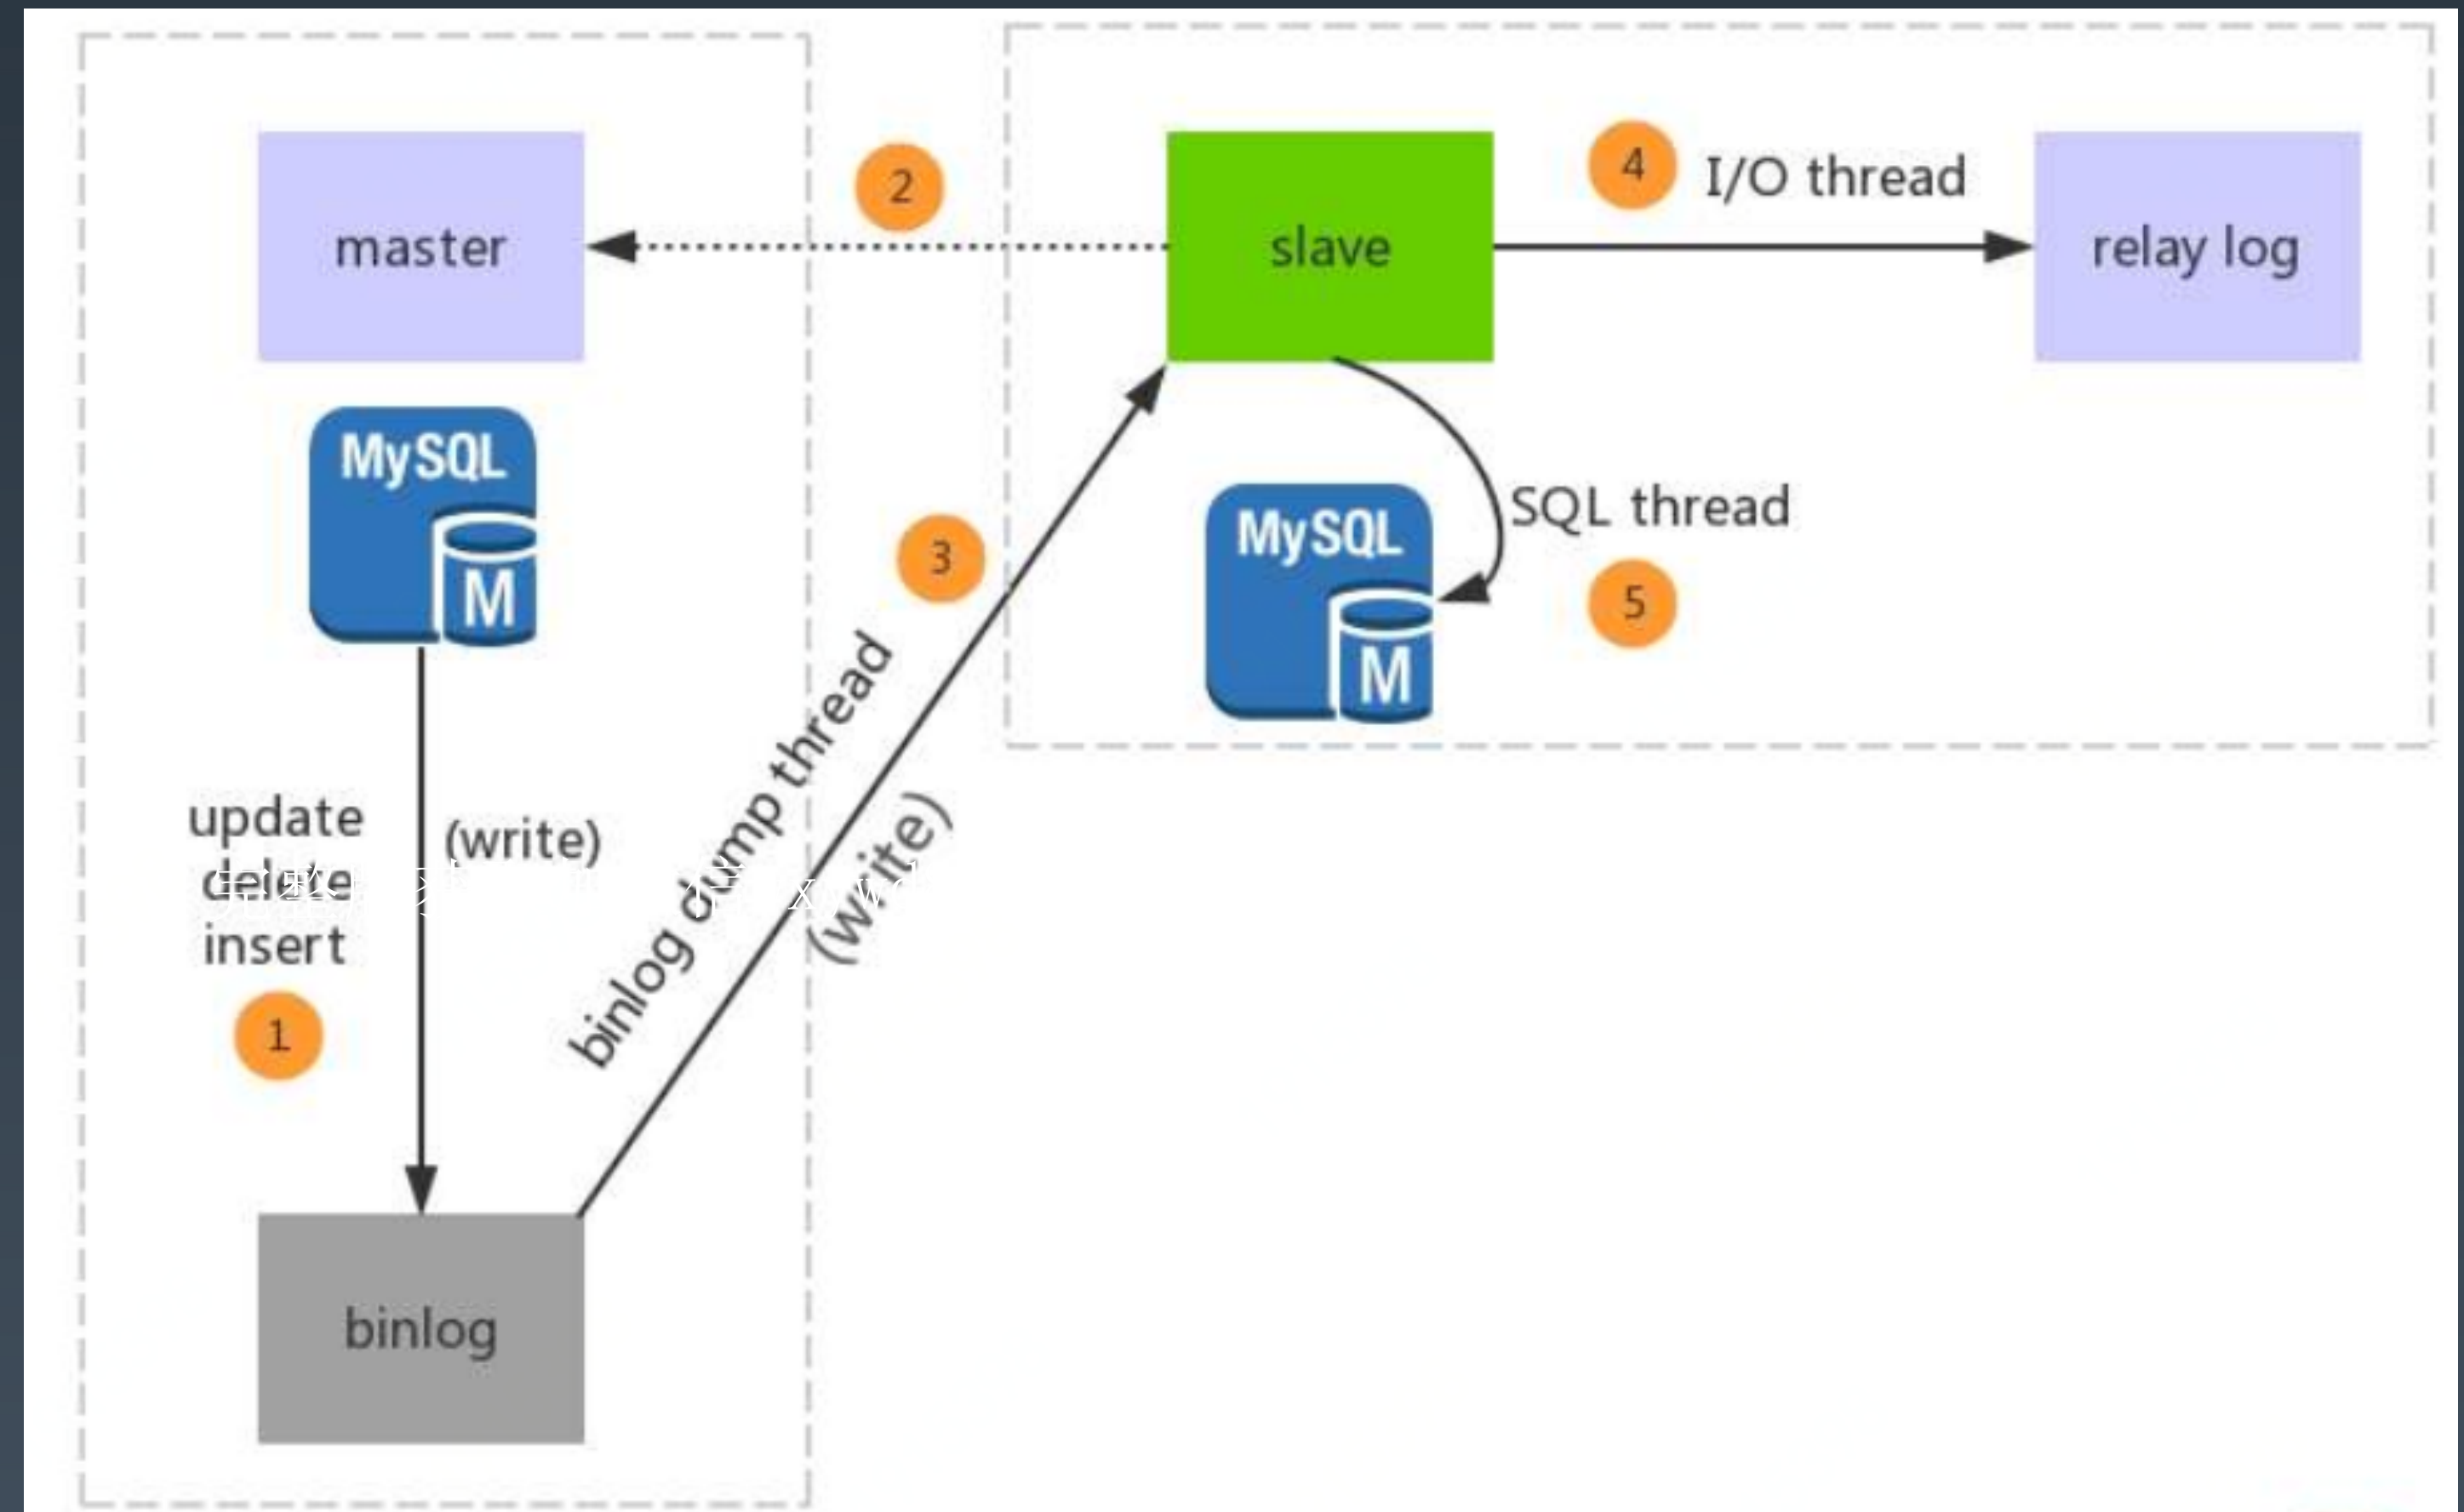 master
2
slave
4
I/O thread
relay log
MySQL
M
MySQL
M
SQL thread
3
5
binlog dump thread
(write)
update
delete
insert
(write)
1
binlog